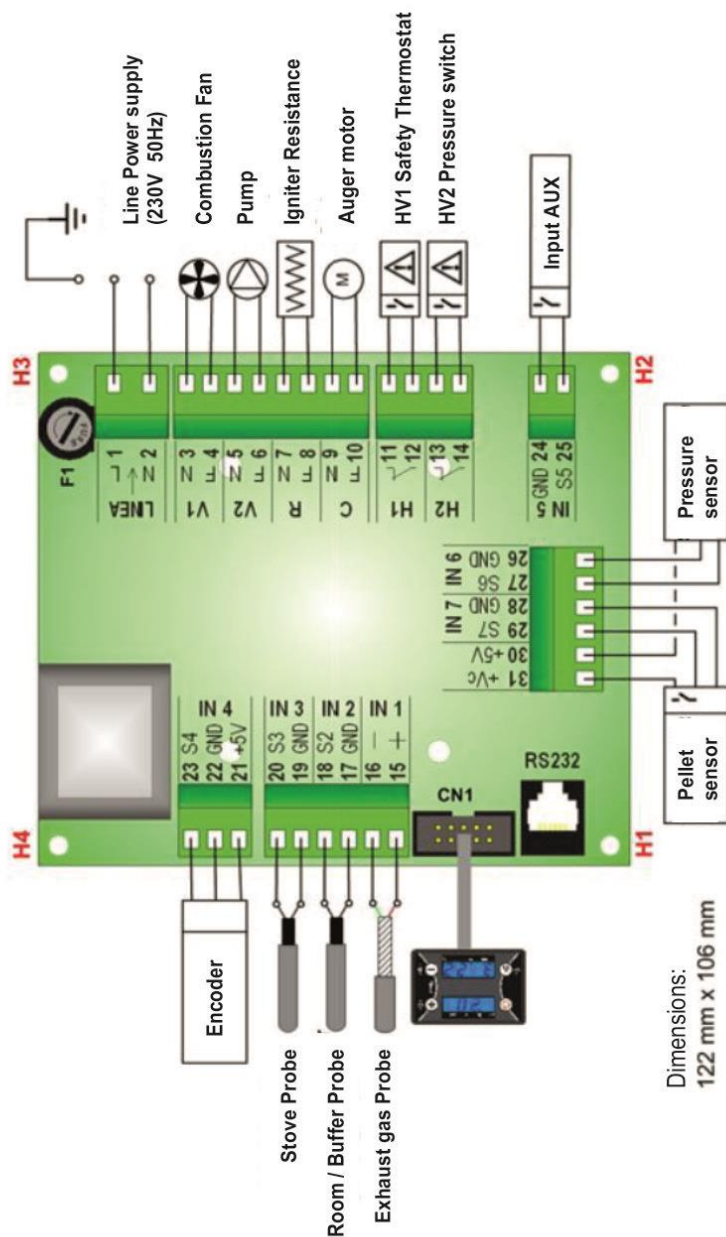 H4
H3
F1
Line Power supply
(230V 50Hz)
Combustion Fan
Pump
Igniter Resistance
Auger motor
M
HV1 Safety Thermostat
HV2 Pressure switch
Input AUX
LINEA
L 1
N 2
V1
N 3
F 4
V2
N 5
F 6
R
N 7
F 8
C
N 9
F 10
H1
11
12
H2
13
14
IN 5
GND 24
S5 25
IN 4
23 S4
22 GND
21 +5V
IN 3
20 S3
19 GND
IN 2
18 S2
17 GND
IN 1
16 −
15 +
Encoder
Stove Probe
Room / Buffer Probe
Exhaust gas Probe
CN1
RS232
IN 6
26 GND
27 S6
IN 7
28 GND
29 S7
30 +5V
31 +Vc
H1
H2
Pellet
sensor
Pressure
sensor
Dimensions:
122 mm x 106 mm